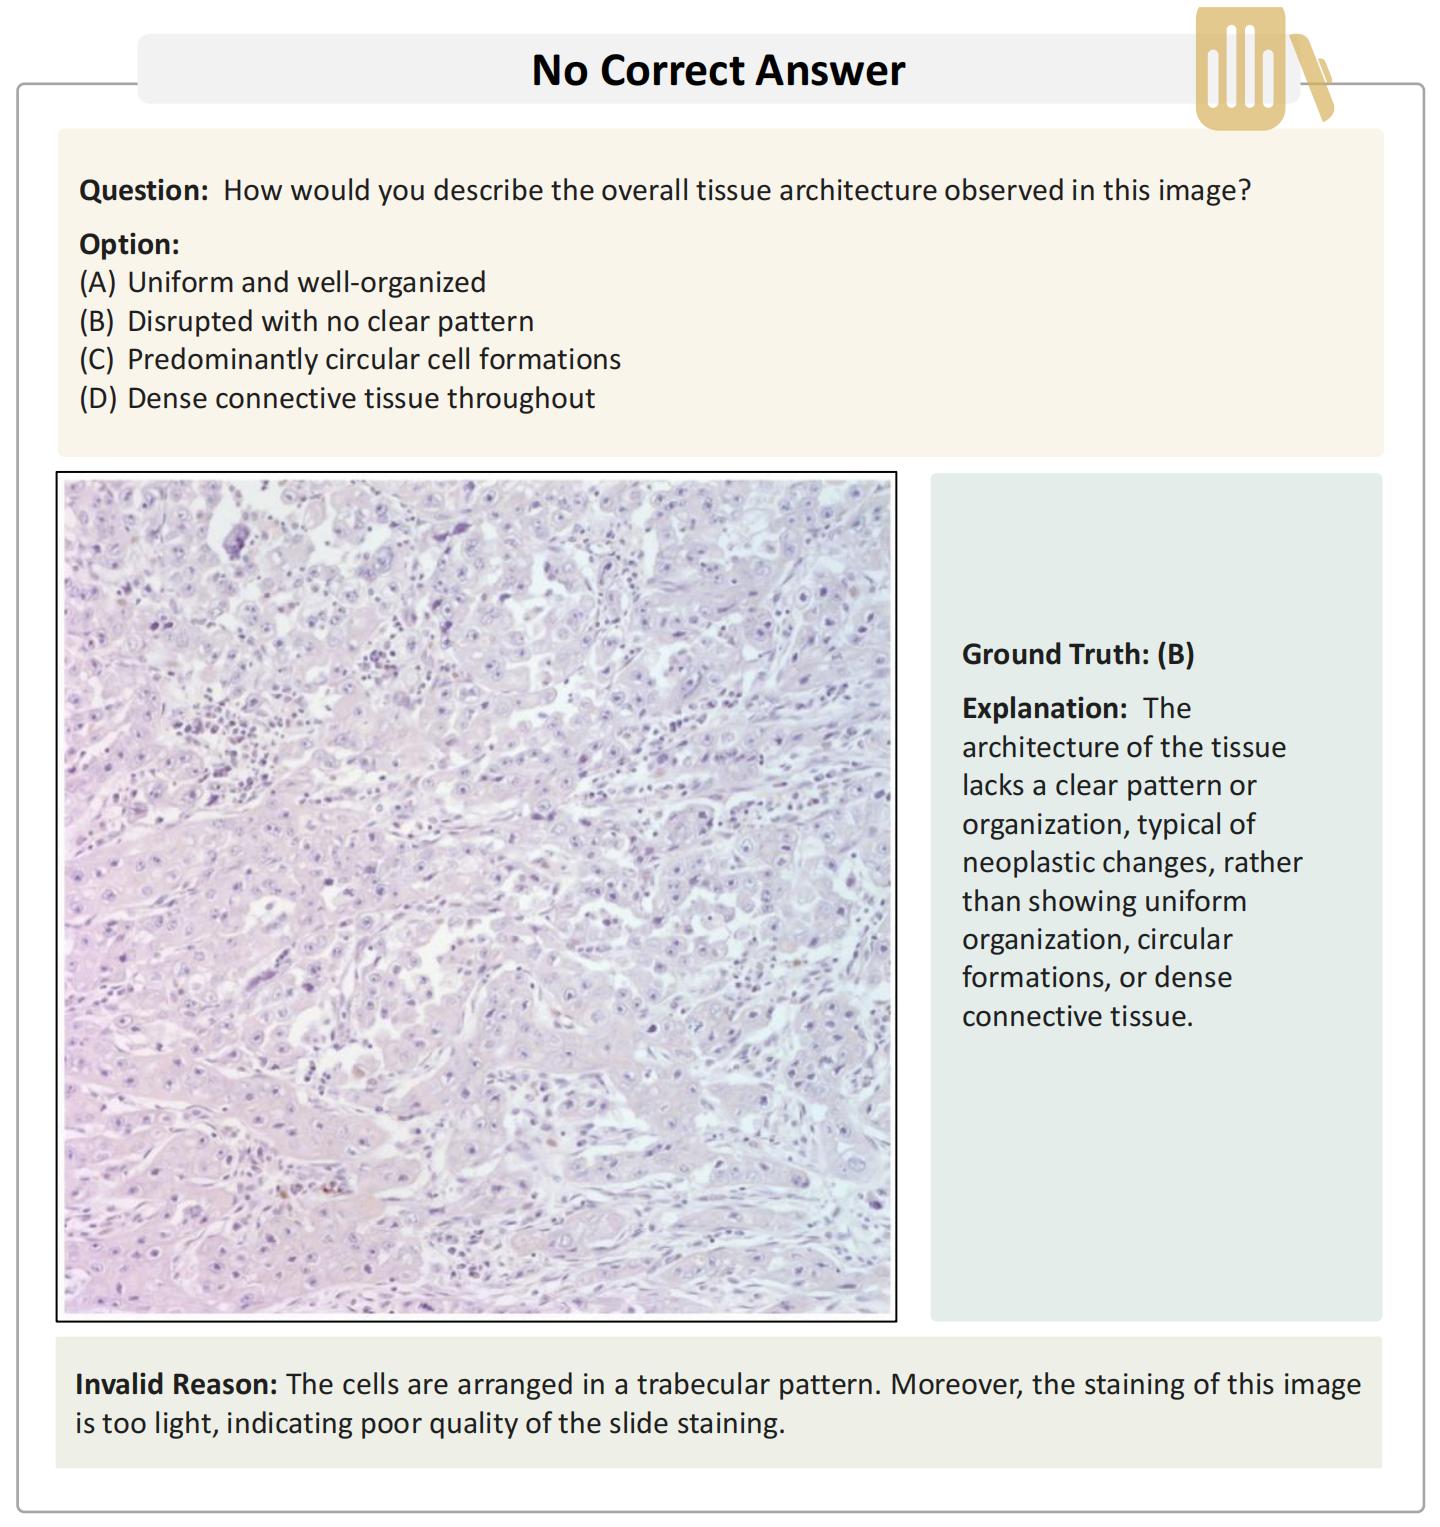 No Correct Answer
Question: How would you describe the overall tissue architecture observed in this image?
Option:
(A) Uniform and well-organized
(B) Disrupted with no clear pattern
(C) Predominantly circular cell formations
(D) Dense connective tissue throughout
Ground Truth: (B)
Explanation: The
architecture of the tissue
lacks a clear pattern or
organization, typical of
neoplastic changes, rather
than showing uniform
organization, circular
formations, or dense
connective tissue.
Invalid Reason: The cells are arranged in a trabecular pattern. Moreover, the staining of this image
is too light, indicating poor quality of the slide staining.